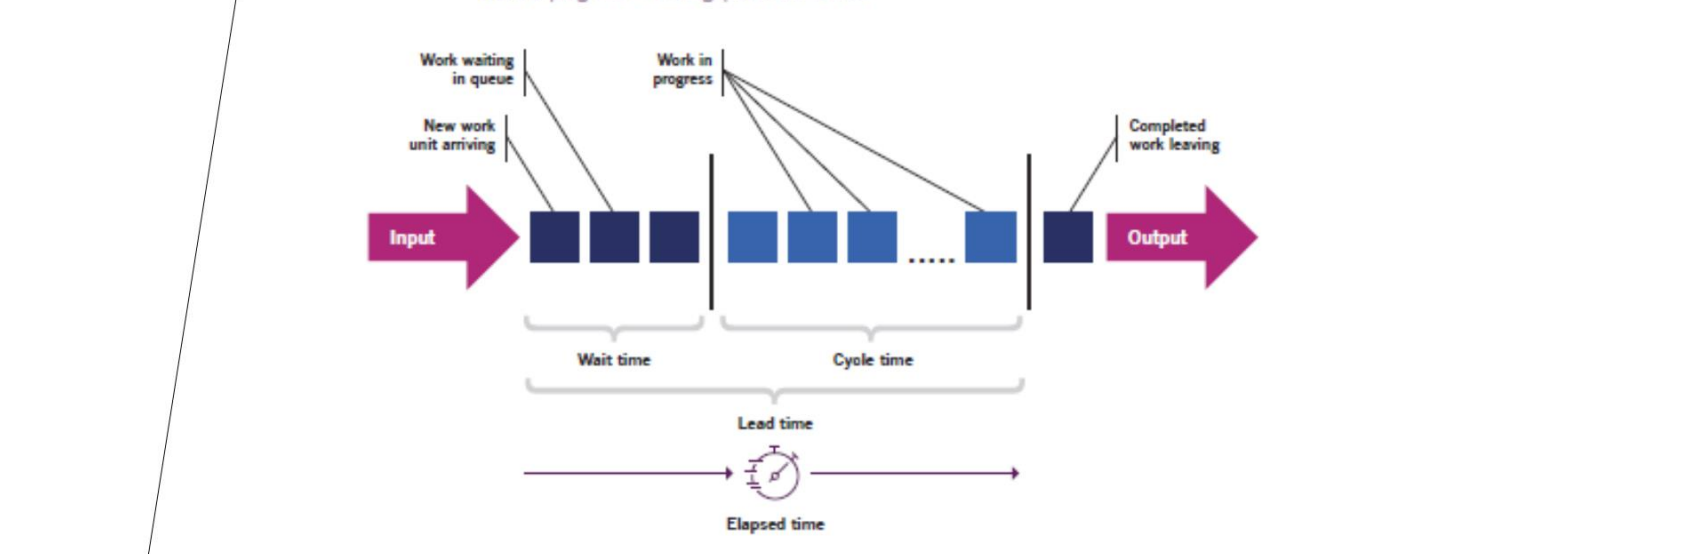 Work waiting
in queue
Work in
progress
New work
unit arriving
Completed
work leaving
Input
.....
Output
Wait time
Cycle time
Lead time
Elapsed time